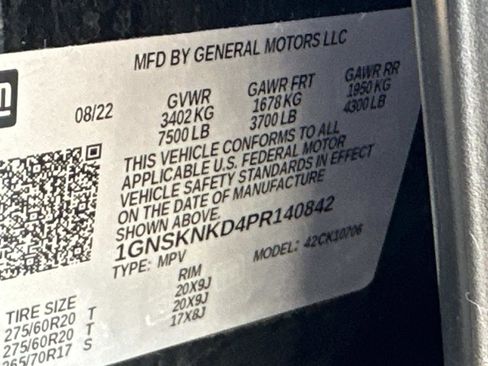 m
MFD BY GENERAL MOTORS LLC
08/22
GVWR
3402 KG
7500 LB
GAWR FRT
1678 KG
3700 LB
GAWR RR
1950 KG
4300 LB
THIS VEHICLE CONFORMS TO ALL
APPLICABLE U.S. FEDERAL MOTOR
VEHICLE SAFETY STANDARDS IN EFFECT
ON THE DATE OF MANUFACTURE
SHOWN ABOVE.
1GNSKNKD4PR140842
TYPE: MPV
MODEL: 42CK10706
TIRE SIZE
275/60R20 T
275/60R20 T
265/70R17 S
RIM
20X9J
20X9J
17X8J